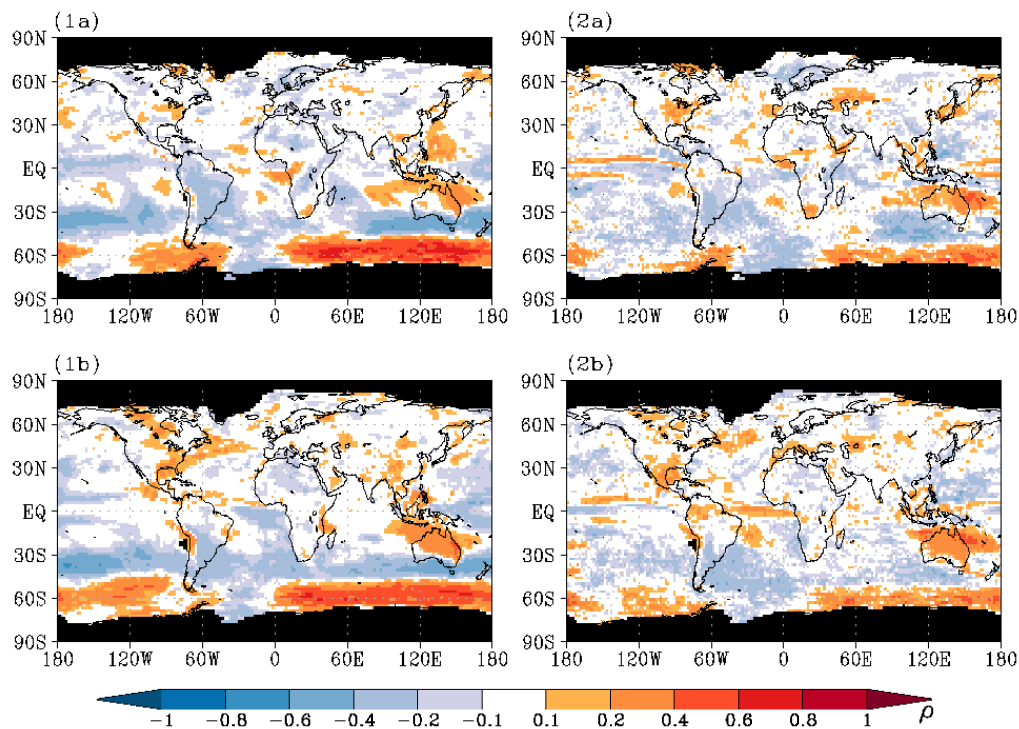 (1a)
90N
60N
30N
EQ
30S
60S
90S
180 120W 60W 0 60E 120E 180
(2a)
90N
60N
30N
EQ
30S
60S
90S
180 120W 60W 0 60E 120E 180
(1b)
90N
60N
30N
EQ
30S
60S
90S
180 120W 60W 0 60E 120E 180
(2b)
90N
60N
30N
EQ
30S
60S
90S
180 120W 60W 0 60E 120E 180
-1 -0.8 -0.6 -0.4 -0.2 -0.1 0.1 0.2 0.4 0.6 0.8 1 ρ